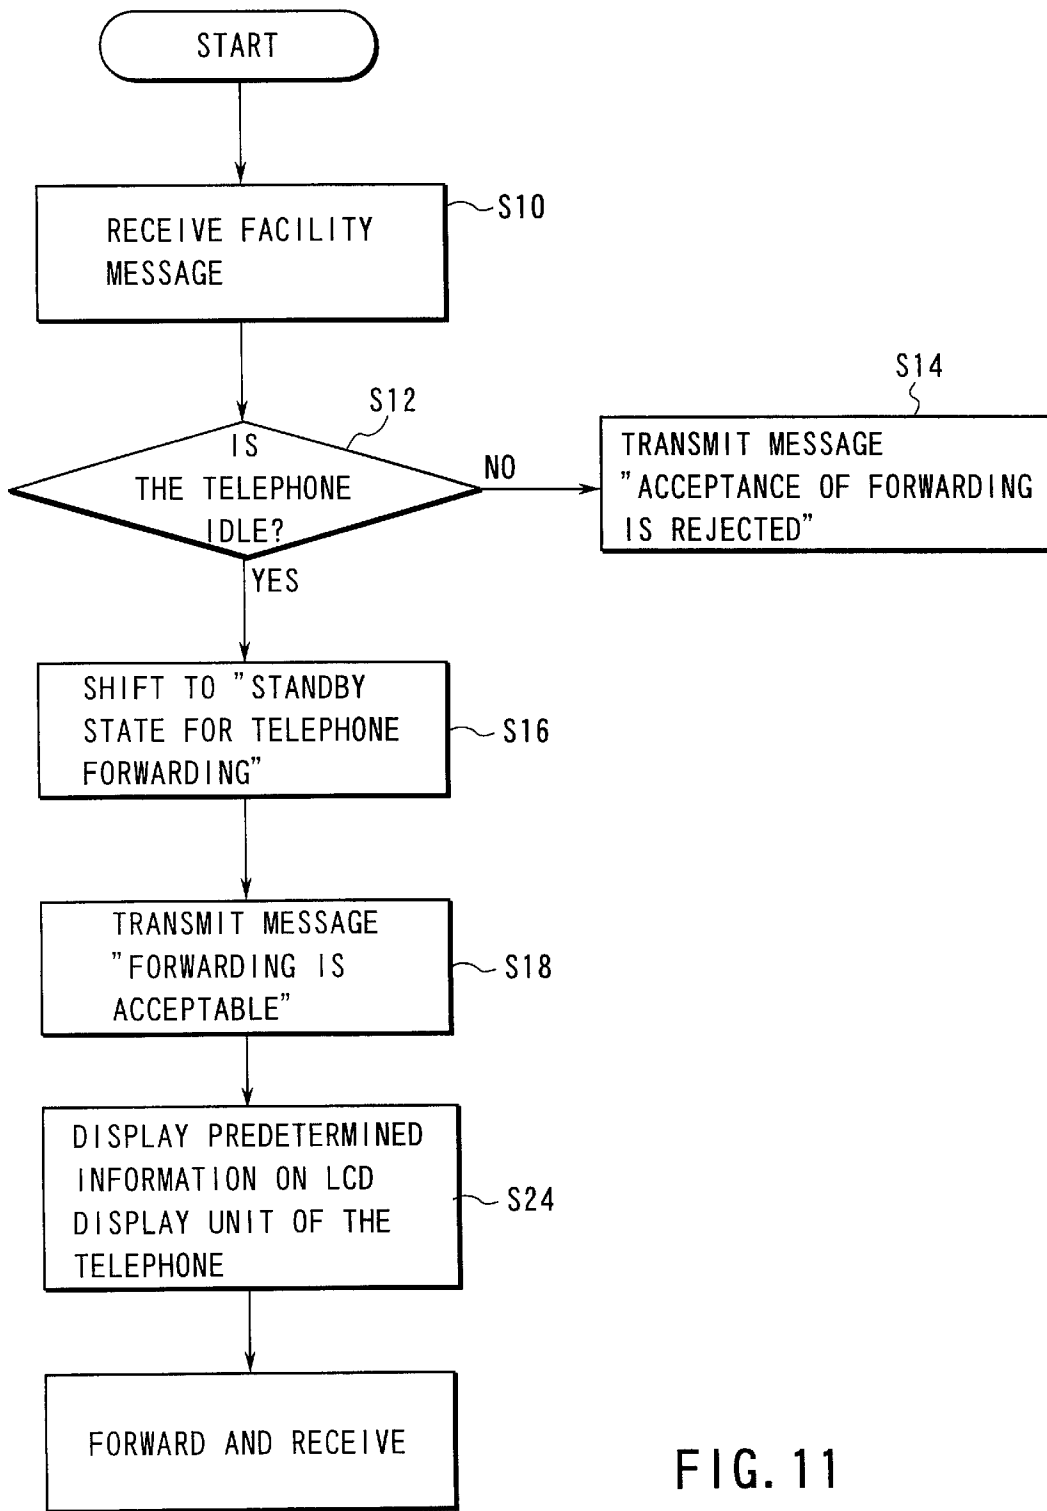 START
RECEIVE FACILITY
MESSAGE
S10
S12
IS
THE TELEPHONE
IDLE?
NO
YES
S14
TRANSMIT MESSAGE
"ACCEPTANCE OF FORWARDING
IS REJECTED"
SHIFT TO "STANDBY
STATE FOR TELEPHONE
FORWARDING"
S16
TRANSMIT MESSAGE
"FORWARDING IS
ACCEPTABLE"
S18
DISPLAY PREDETERMINED
INFORMATION ON LCD
DISPLAY UNIT OF THE
TELEPHONE
S24
FORWARD AND RECEIVE
FIG. 11